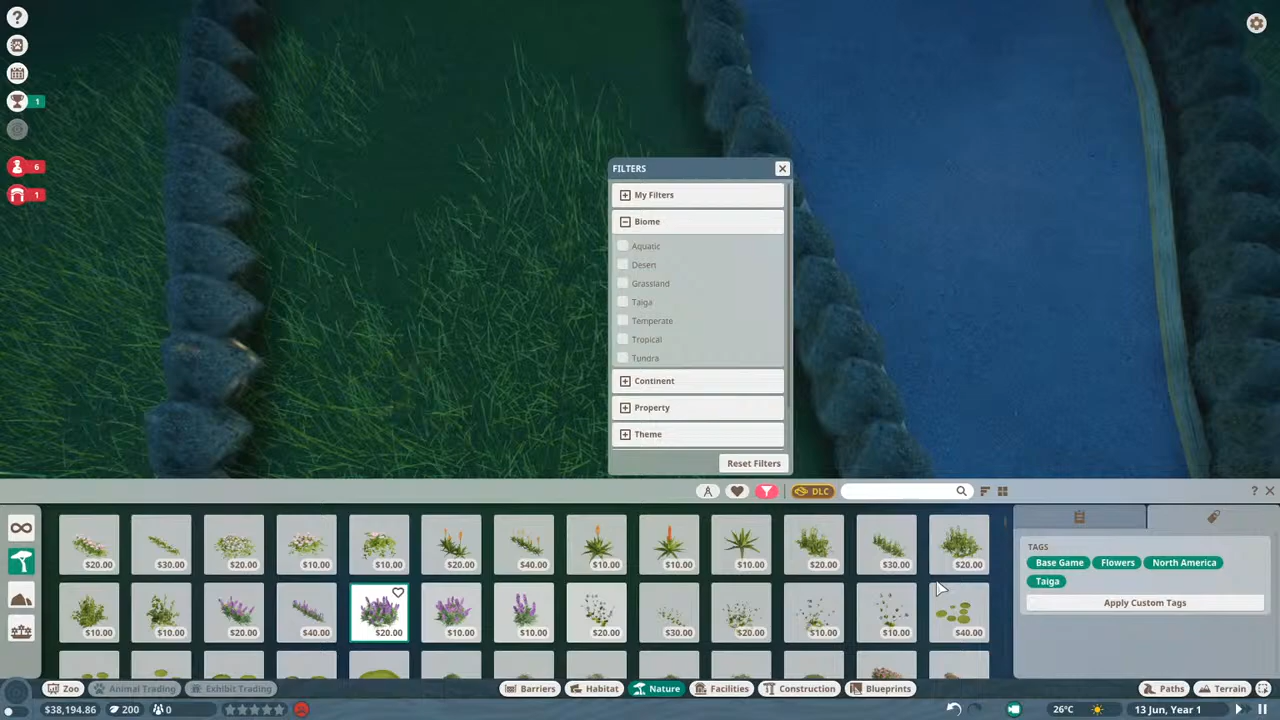 ?
1
6
1
FILTERS
My Filters
Biome
Aquatic
Desert
Grassland
Taiga
Temperate
Tropical
Tundra
Continent
Property
Theme
Reset Filters
DLC
?
$20.00 $30.00 $20.00 $10.00 $10.00 $20.00 $40.00 $10.00 $10.00 $10.00 $20.00 $30.00 $20.00
$10.00 $10.00 $20.00 $40.00 $20.00 $10.00 $10.00 $20.00 $30.00 $20.00 $10.00 $10.00 $40.00
TAGS
Base Game Flowers North America
Taiga
Apply Custom Tags
Zoo Animal Trading Exhibit Trading Barriers Habitat Nature Facilities Construction Blueprints Paths Terrain
$38,194.86 200 0 26°C 13 Jun, Year 1